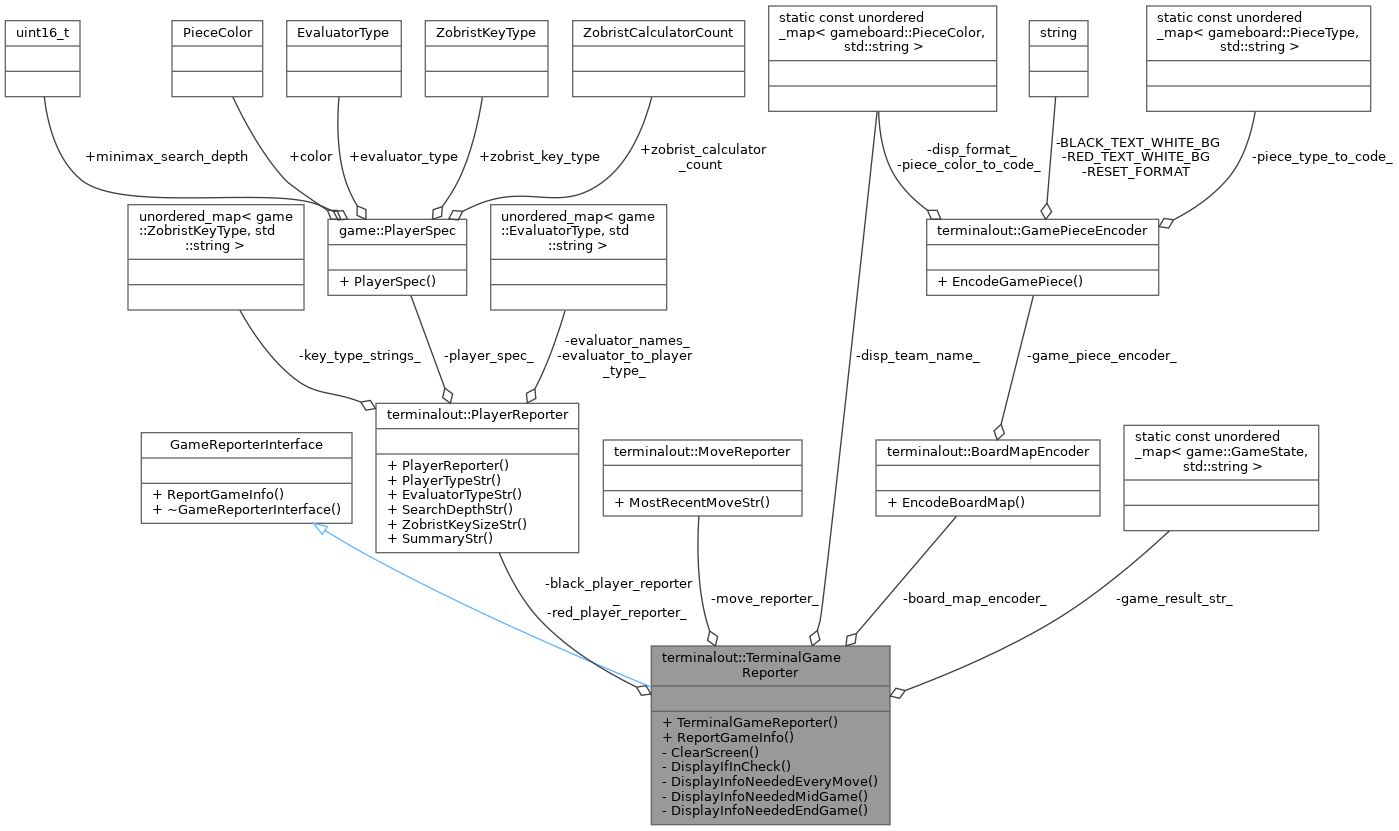 uint16_t
PieceColor
EvaluatorType
ZobristKeyType
ZobristCalculatorCount
static const unordered
_map< gameboard::PieceColor,
std::string >
string
static const unordered
_map< gameboard::PieceType,
std::string >
+minimax_search_depth
+color
+evaluator_type
+zobrist_key_type
+zobrist_calculator
_count
-disp_format_
-piece_color_to_code_
-BLACK_TEXT_WHITE_BG
-RED_TEXT_WHITE_BG
-RESET_FORMAT
-piece_type_to_code_
unordered_map< game
::ZobristKeyType, std
::string >
game::PlayerSpec
+ PlayerSpec()
unordered_map< game
::EvaluatorType, std
::string >
terminalout::GamePieceEncoder
+ EncodeGamePiece()
-key_type_strings_
-player_spec_
-evaluator_names_
-evaluator_to_player
_type_
-disp_team_name_
-game_piece_encoder_
GameReporterInterface
+ ReportGameInfo()
+ ~GameReporterInterface()
terminalout::PlayerReporter
+ PlayerReporter()
+ PlayerTypeStr()
+ EvaluatorTypeStr()
+ SearchDepthStr()
+ ZobristKeySizeStr()
+ SummaryStr()
terminalout::MoveReporter
+ MostRecentMoveStr()
terminalout::BoardMapEncoder
+ EncodeBoardMap()
static const unordered
_map< game::GameState,
std::string >
-black_player_reporter
_
-red_player_reporter_
-move_reporter_
-board_map_encoder_
-game_result_str_
terminalout::TerminalGame
Reporter
+ TerminalGameReporter()
+ ReportGameInfo()
- ClearScreen()
- DisplayIfInCheck()
- DisplayInfoNeededEveryMove()
- DisplayInfoNeededMidGame()
- DisplayInfoNeededEndGame()